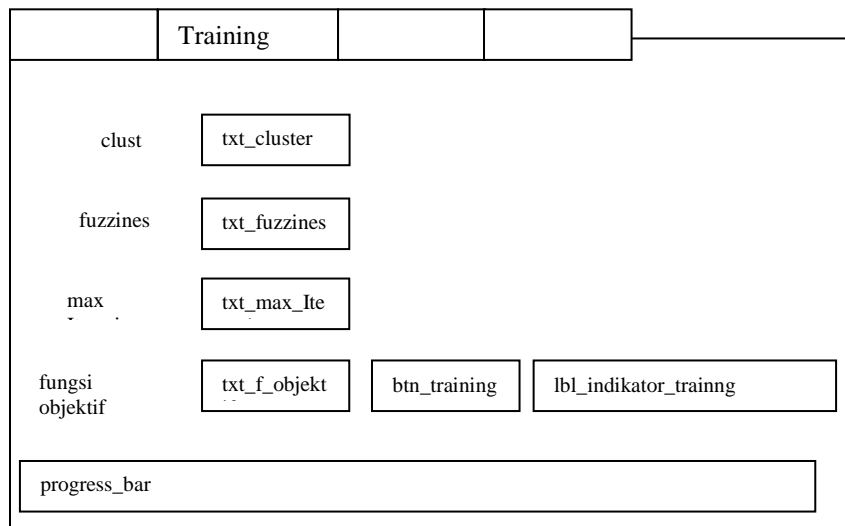 Training
clust txt_cluster
fuzzines txt_fuzzines
max txt_max_Ite
fungsi txt_f_objekt btn_training lbl_indikator_trainng
objektif
progress_bar